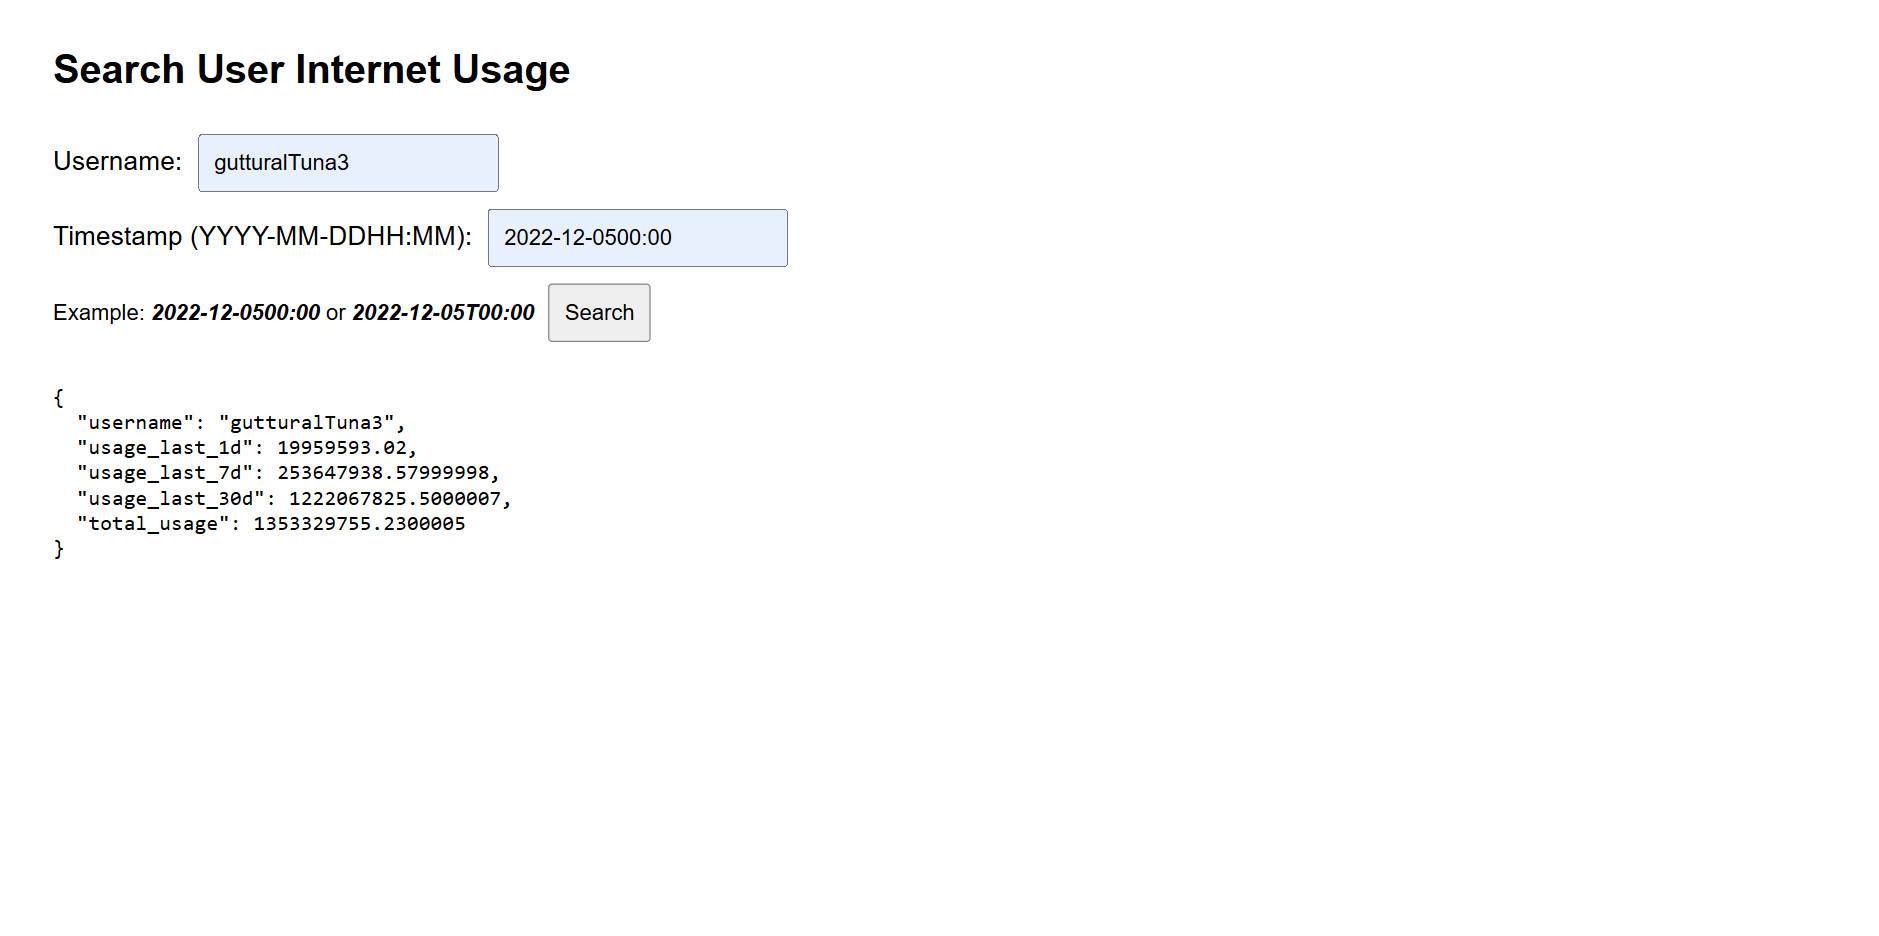 Search User Internet Usage
Username: gutturalTuna3
Timestamp (YYYY-MM-DDHH:MM): 2022-12-0500:00
Example: 2022-12-0500:00 or 2022-12-05T00:00 Search
{
  "username": "gutturalTuna3",
  "usage_last_1d": 19959593.02,
  "usage_last_7d": 253647938.57999998,
  "usage_last_30d": 1222067825.5000007,
  "total_usage": 1353329755.2300005
}